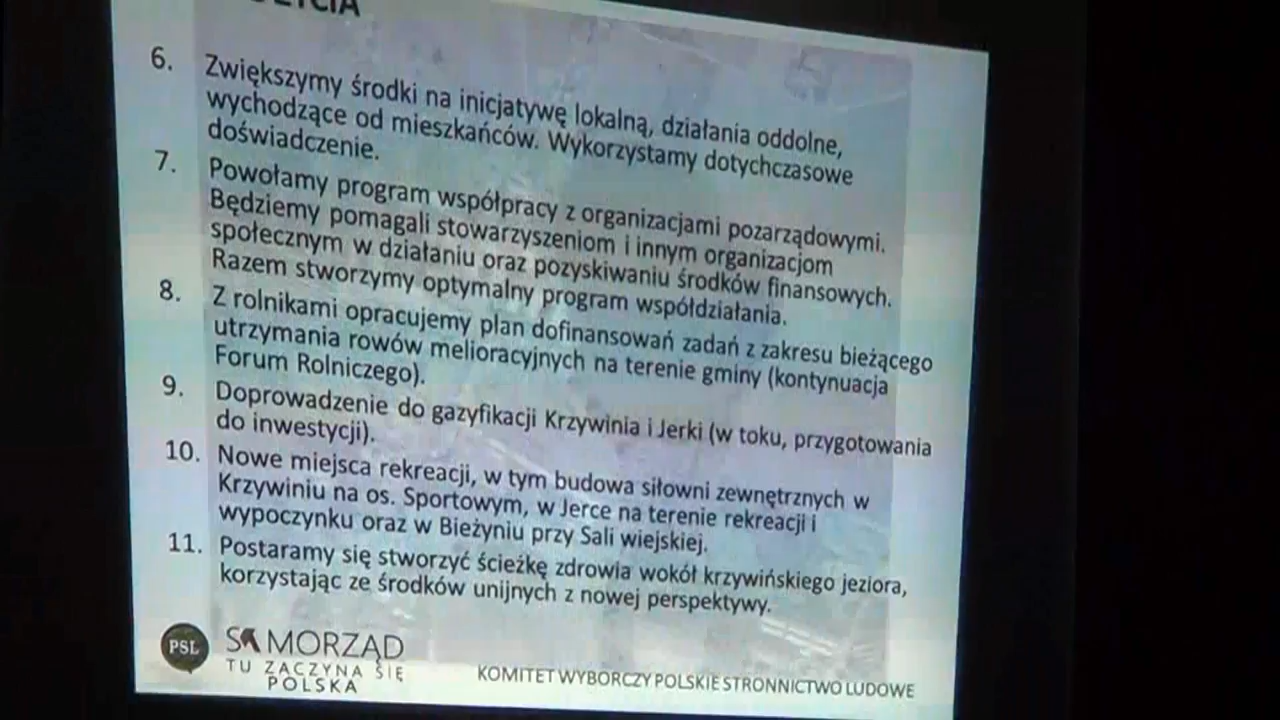 6. Zwiększymy środki na inicjatywę lokalną, działania oddolne,
wychodzące od mieszkańców. Wykorzystamy dotychczasowe
doświadczenie.
7. Powołamy program współpracy z organizacjami pozarządowymi.
Będziemy pomagali stowarzyszeniom i innym organizacjom
społecznym w działaniu oraz pozyskiwaniu środków finansowych.
Razem stworzymy optymalny program współdziałania.
8. Z rolnikami opracujemy plan dofinansowań zadań z zakresu bieżącego
utrzymania rowów melioracyjnych na terenie gminy (kontynuacja
Forum Rolniczego).
9. Doprowadzenie do gazyfikacji Krzywinia i Jerki (w toku, przygotowania
do inwestycji).
10. Nowe miejsca rekreacji, w tym budowa siłowni zewnętrznych w
Krzywiniu na os. Sportowym, w Jerce na terenie rekreacji i
wypoczynku oraz w Bieżyniu przy Sali wiejskiej.
11. Postaramy się stworzyć ścieżkę zdrowia wokół krzywińskiego jeziora,
korzystając ze środków unijnych z nowej perspektywy.
PSL SAMORZĄD
TU ZACZYNA SIĘ
POLSKA
KOMITET WYBORCZY POLSKIE STRONNICTWO LUDOWE